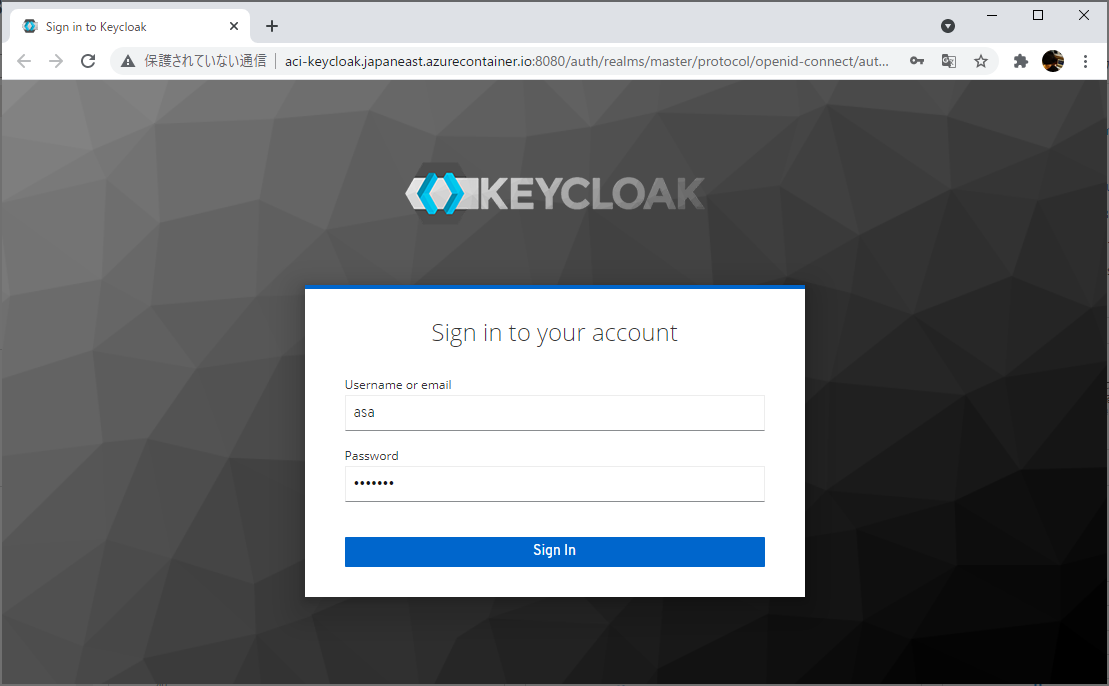 Sign in to Keycloak
保護されていない通信
aci-keycloak.japaneast.azurecontainer.io:8080/auth/realms/master/protocol/openid-connect/aut...
KEYCLOAK
Sign in to your account
Username or email
asa
Password
•••••••
Sign In